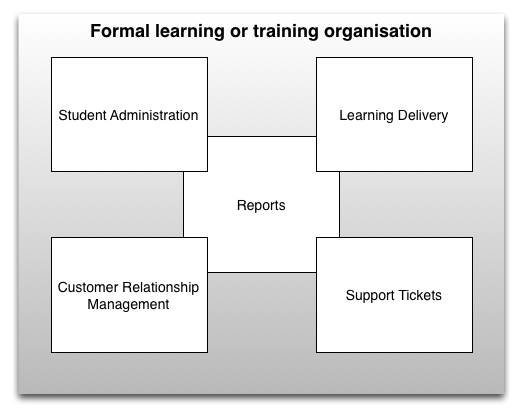 Formal learning or training organisation
Student Administration
Learning Delivery
Reports
Customer Relationship
Management
Support Tickets